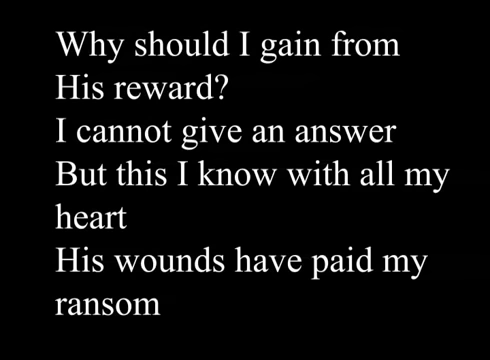 Why should I gain from
His reward?
I cannot give an answer
But this I know with all my
heart
His wounds have paid my
ransom